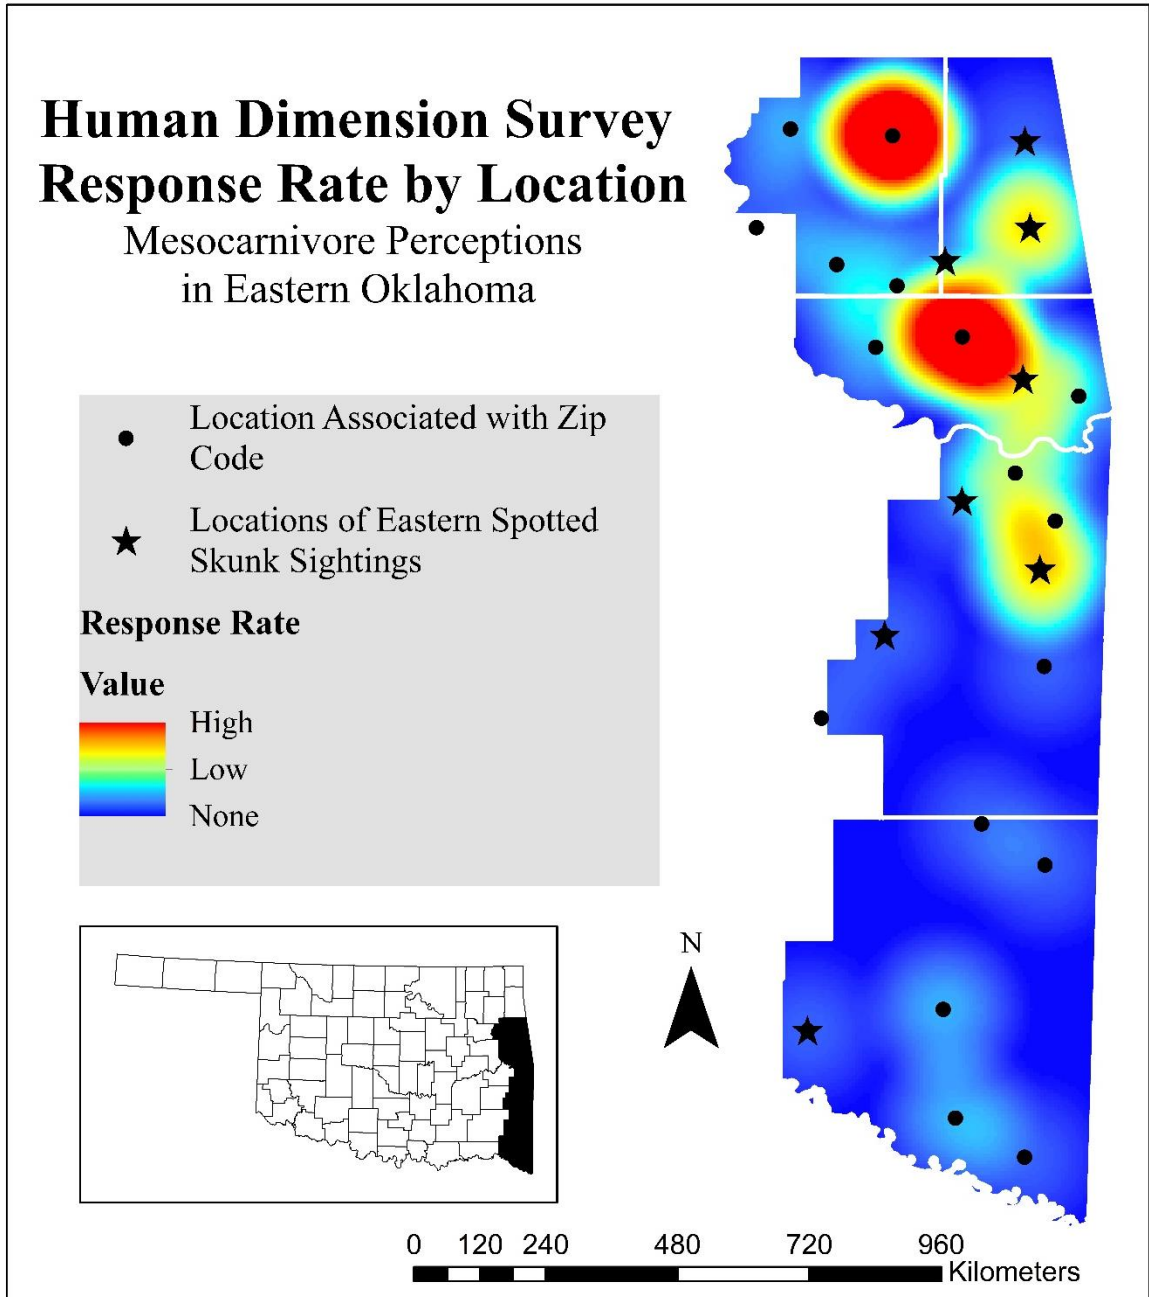 Human Dimension Survey
Response Rate by Location
Mesocarnivore Perceptions
in Eastern Oklahoma
Location Associated with Zip
Code
Locations of Eastern Spotted
Skunk Sightings
Response Rate
Value
High
Low
None
N
0 120 240 480 720 960
Kilometers